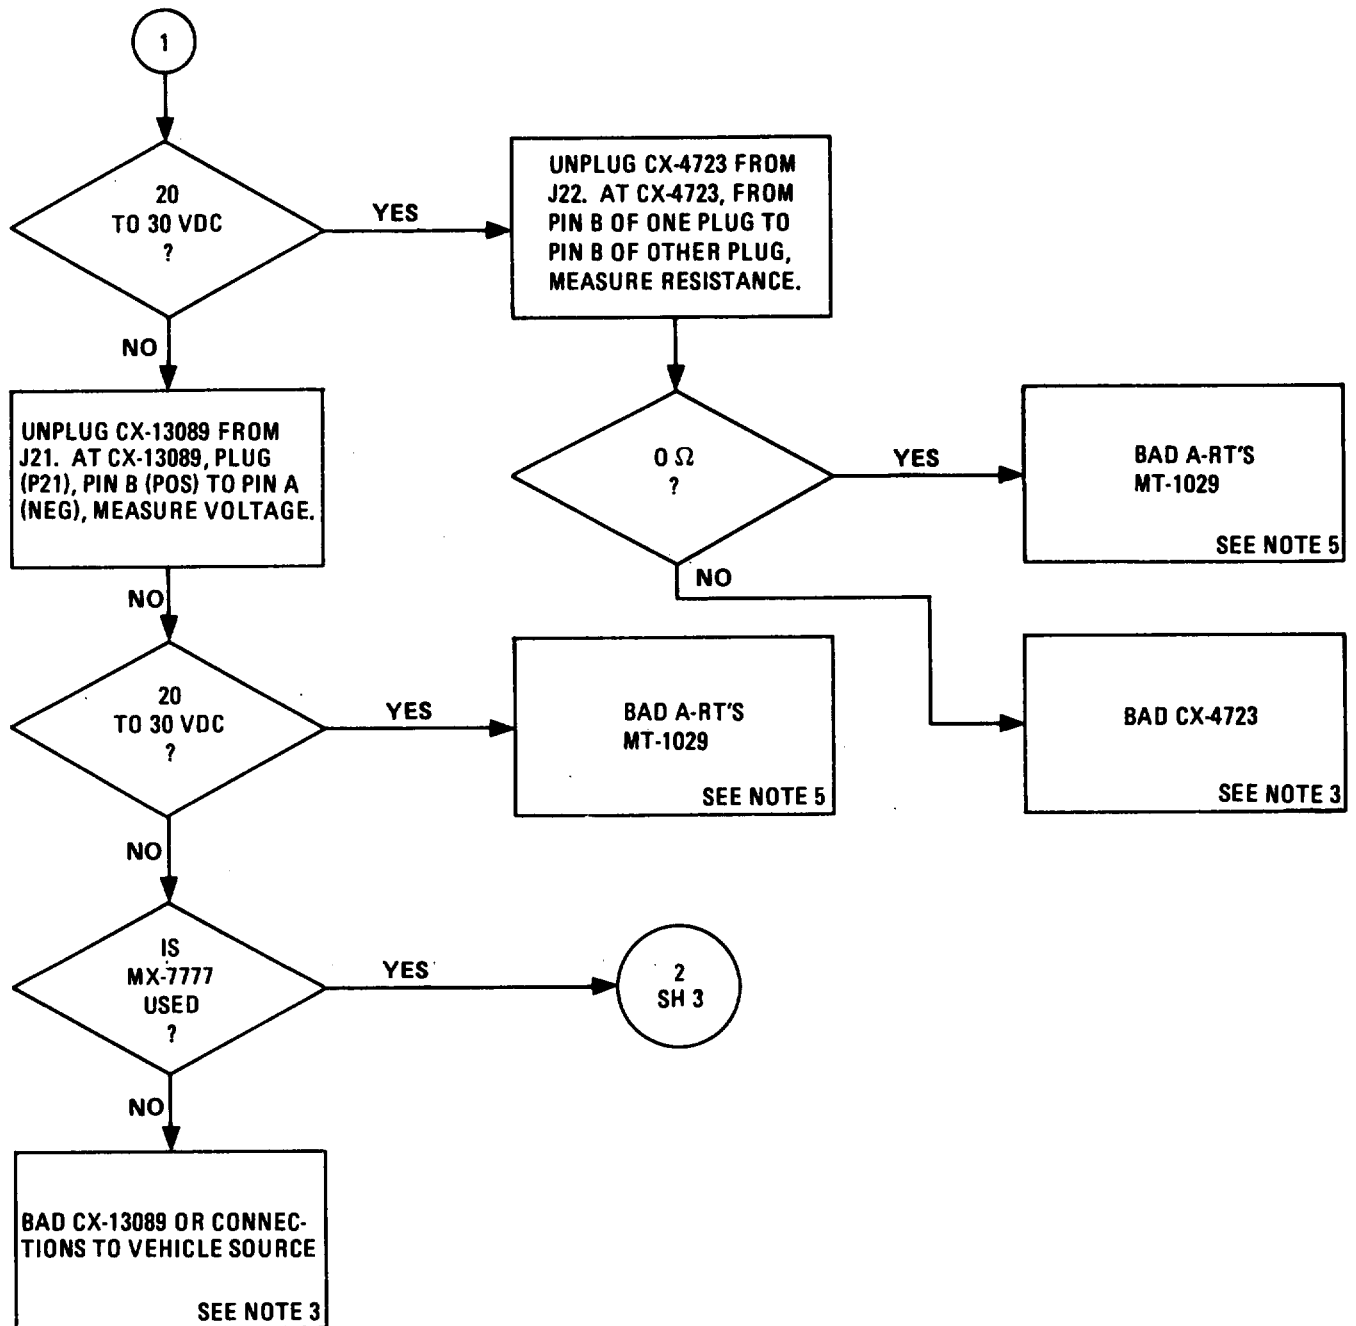 1
20
TO 30 VDC
?
YES
UNPLUG CX-4723 FROM
J22. AT CX-4723, FROM
PIN B OF ONE PLUG TO
PIN B OF OTHER PLUG,
MEASURE RESISTANCE.
NO
UNPLUG CX-13089 FROM
J21. AT CX-13089, PLUG
(P21), PIN B (POS) TO PIN A
(NEG), MEASURE VOLTAGE.
0 Ω
?
YES
BAD A-RT'S
MT-1029
SEE NOTE 5
NO
BAD CX-4723
SEE NOTE 3
NO
20
TO 30 VDC
?
YES
BAD A-RT'S
MT-1029
SEE NOTE 5
NO
IS
MX-7777
USED
?
YES
2
SH 3
NO
BAD CX-13089 OR CONNEC-
TIONS TO VEHICLE SOURCE
SEE NOTE 3